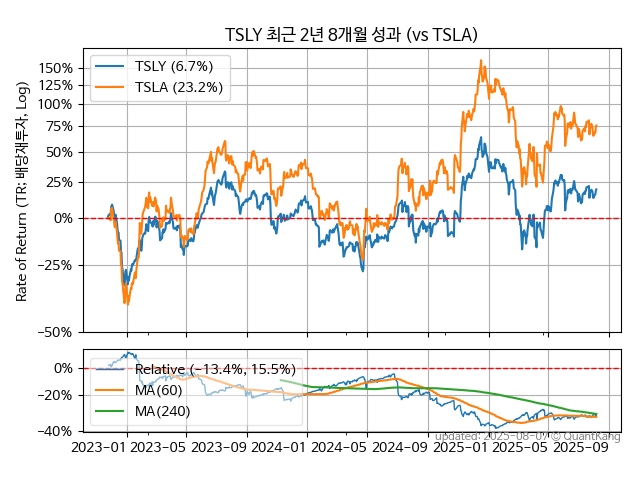 TSLY 최근 2년 8개월 성과 (vs TSLA)
Rate of Return (TR: 배당재투자, Log)
150%
125%
100%
75%
50%
25%
0%
−25%
−50%
TSLY (6.7%)
TSLA (23.2%)
0%
−20%
−40%
Relative (−13.4%, 15.5%)
MA(60)
MA(240)
updated: 2025-08-07 © QuantKang
2023−01 2023−05 2023−09 2024−01 2024−05 2024−09 2025−01 2025−05 2025−09